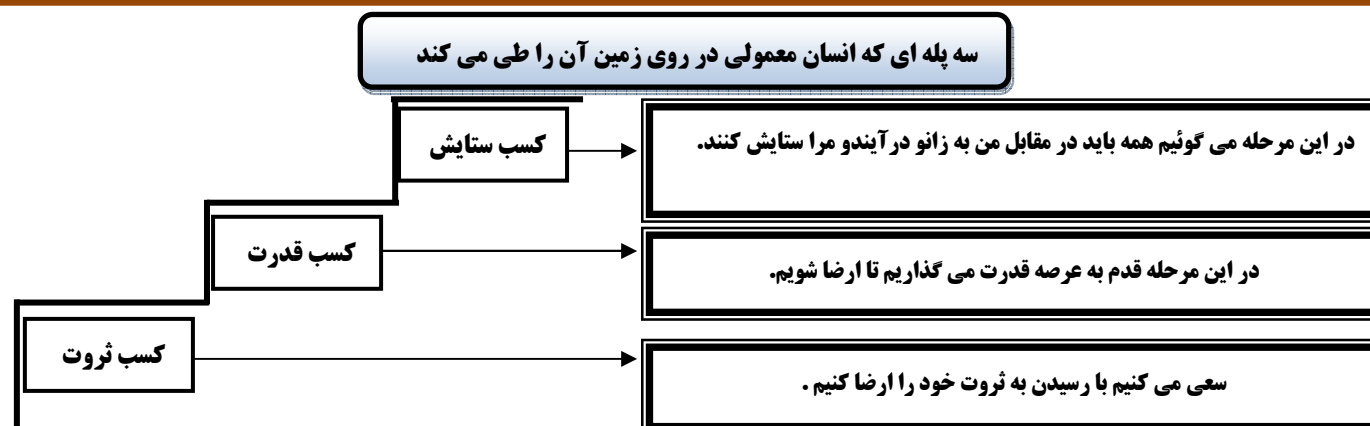 سه پله ای که انسان معمولی در روی زمین آن را طی می کند
کسب ستایش
در این مرحله می گوئیم همه باید در مقابل من به زانو درآیندو مرا ستایش کنند.
کسب قدرت
در این مرحله قدم به عرصه قدرت می گذاریم تا ارضا شویم.
کسب ثروت
سعی می کنیم با رسیدن به ثروت خود را ارضا کنیم .